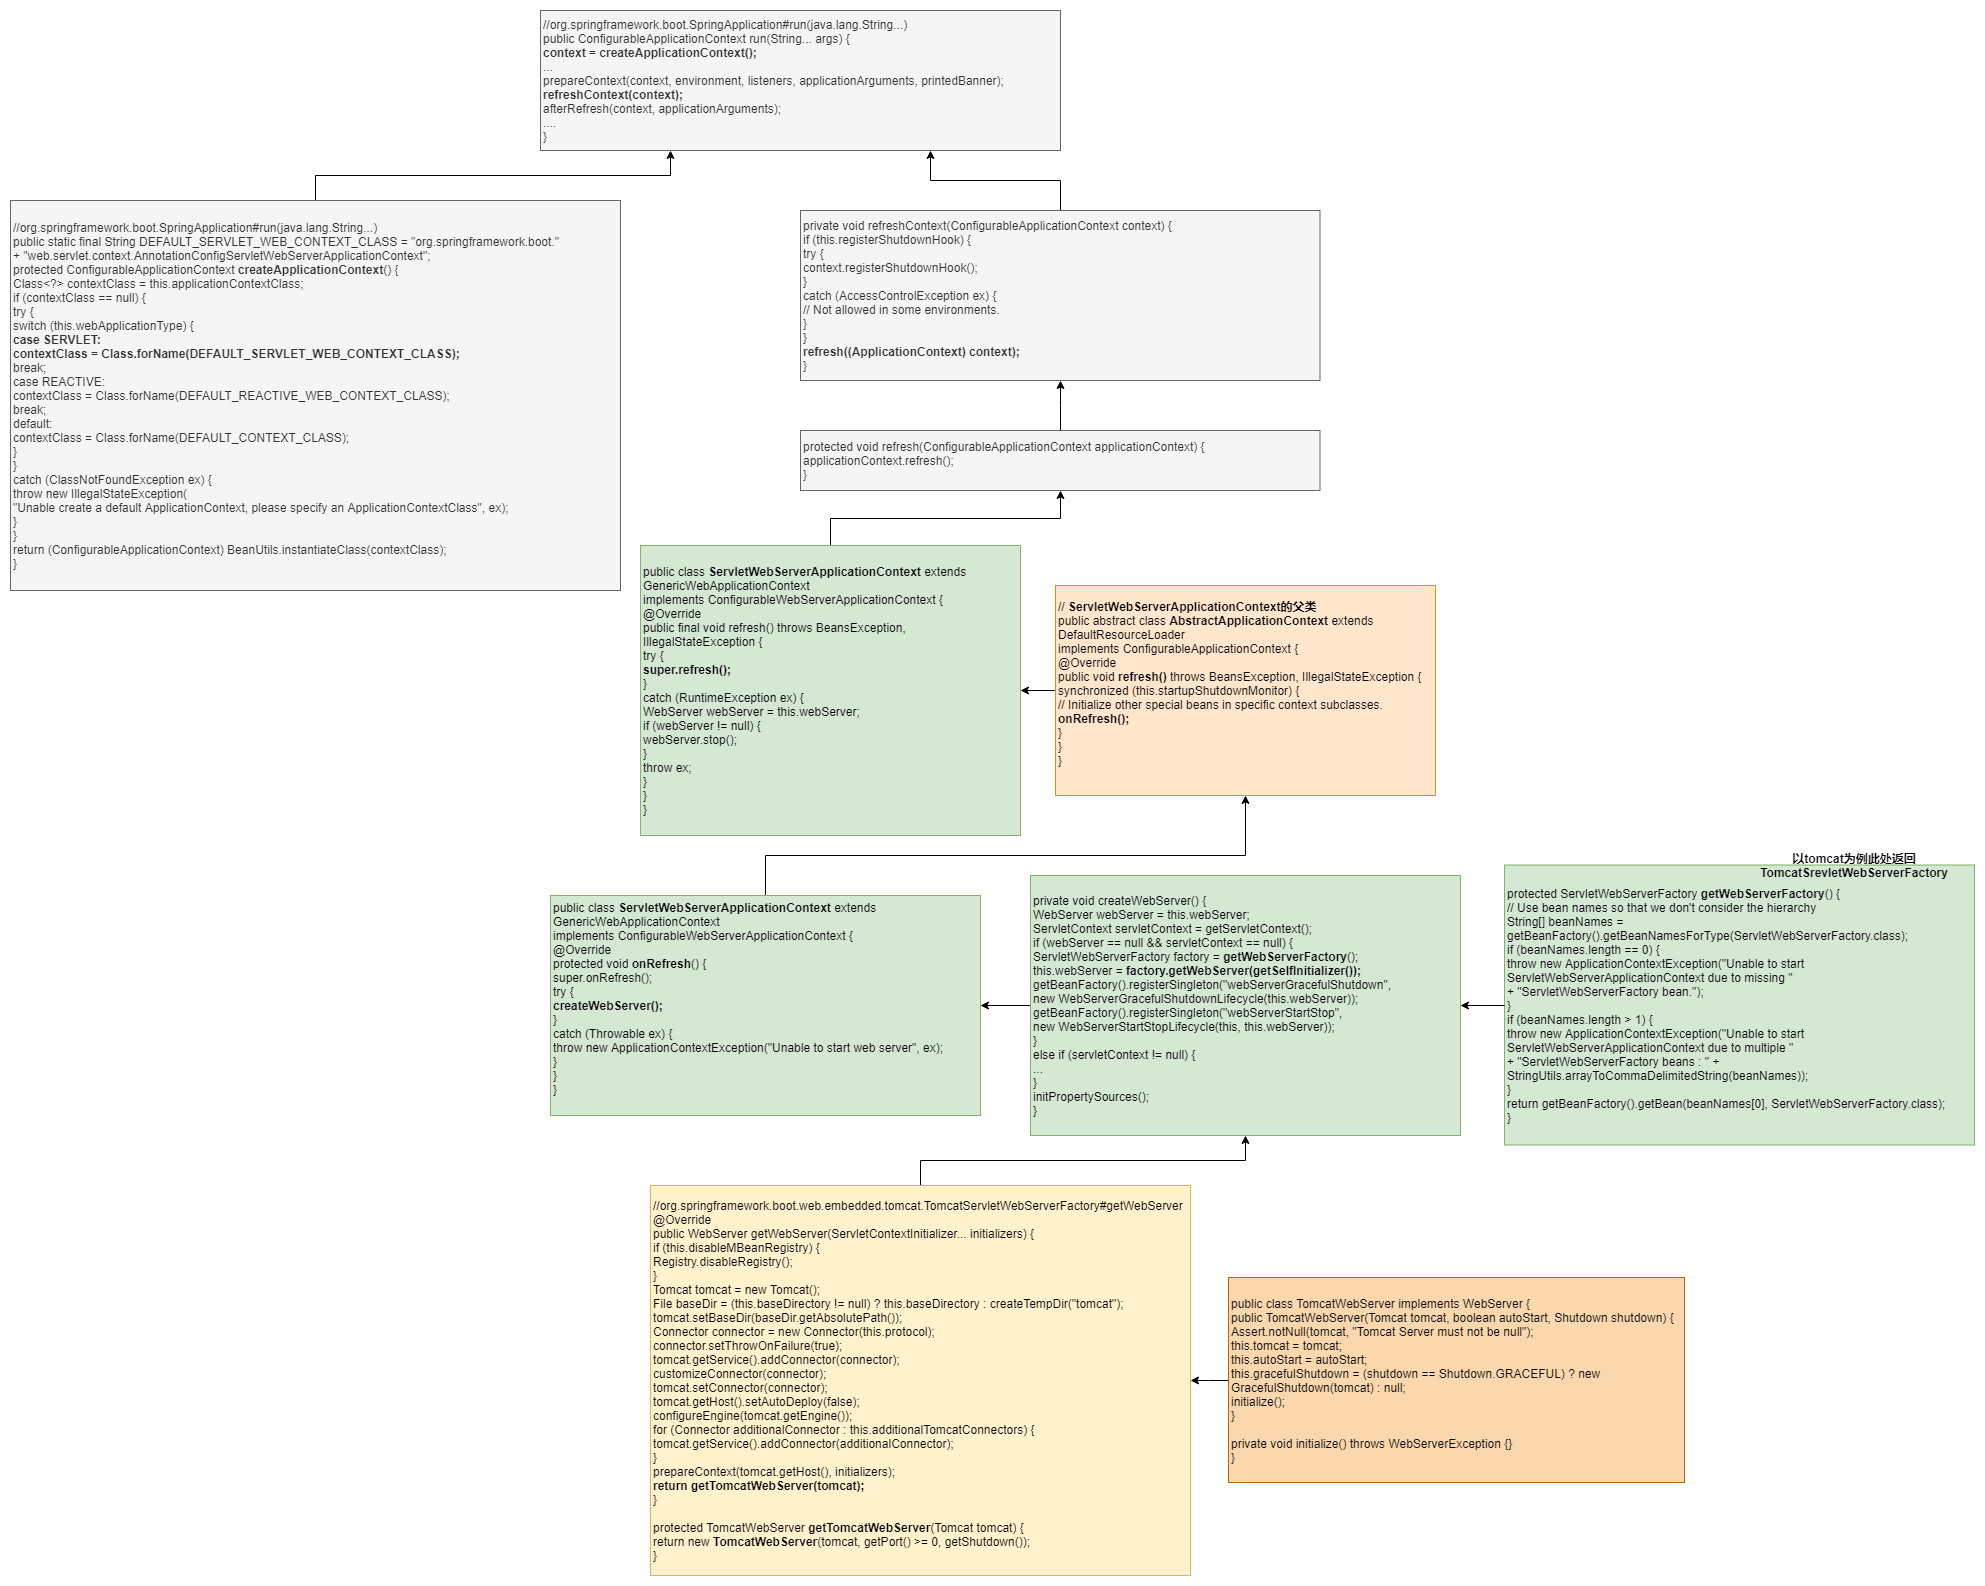 //org.springframework.boot.SpringApplication#run(java.lang.String...)
public ConfigurableApplicationContext run(String... args) {
context = createApplicationContext();
...
prepareContext(context, environment, listeners, applicationArguments, printedBanner);
refreshContext(context);
afterRefresh(context, applicationArguments);
....
}
//org.springframework.boot.SpringApplication#run(java.lang.String...)
public static final String DEFAULT_SERVLET_WEB_CONTEXT_CLASS = "org.springframework.boot."
+ "web.servlet.context.AnnotationConfigServletWebServerApplicationContext";
protected ConfigurableApplicationContext createApplicationContext() {
Class<?> contextClass = this.applicationContextClass;
if (contextClass == null) {
try {
switch (this.webApplicationType) {
case SERVLET:
contextClass = Class.forName(DEFAULT_SERVLET_WEB_CONTEXT_CLASS);
break;
case REACTIVE:
contextClass = Class.forName(DEFAULT_REACTIVE_WEB_CONTEXT_CLASS);
break;
default:
contextClass = Class.forName(DEFAULT_CONTEXT_CLASS);
}
}
catch (ClassNotFoundException ex) {
throw new IllegalStateException(
"Unable create a default ApplicationContext, please specify an ApplicationContextClass", ex);
}
}
return (ConfigurableApplicationContext) BeanUtils.instantiateClass(contextClass);
}
private void refreshContext(ConfigurableApplicationContext context) {
if (this.registerShutdownHook) {
try {
context.registerShutdownHook();
}
catch (AccessControlException ex) {
// Not allowed in some environments.
}
}
refresh((ApplicationContext) context);
}
protected void refresh(ConfigurableApplicationContext applicationContext) {
applicationContext.refresh();
}
public class ServletWebServerApplicationContext extends
GenericWebApplicationContext
implements ConfigurableWebServerApplicationContext {
@Override
public final void refresh() throws BeansException,
IllegalStateException {
try {
super.refresh();
}
catch (RuntimeException ex) {
WebServer webServer = this.webServer;
if (webServer != null) {
webServer.stop();
}
throw ex;
}
}
}
// ServletWebServerApplicationContext的父类
public abstract class AbstractApplicationContext extends
DefaultResourceLoader
implements ConfigurableApplicationContext {
@Override
public void refresh() throws BeansException, IllegalStateException {
synchronized (this.startupShutdownMonitor) {
// Initialize other special beans in specific context subclasses.
onRefresh();
}
}
}
public class ServletWebServerApplicationContext extends
GenericWebApplicationContext
implements ConfigurableWebServerApplicationContext {
@Override
protected void onRefresh() {
super.onRefresh();
try {
createWebServer();
}
catch (Throwable ex) {
throw new ApplicationContextException("Unable to start web server", ex);
}
}
}
private void createWebServer() {
WebServer webServer = this.webServer;
ServletContext servletContext = getServletContext();
if (webServer == null && servletContext == null) {
ServletWebServerFactory factory = getWebServerFactory();
this.webServer = factory.getWebServer(getSelfInitializer());
getBeanFactory().registerSingleton("webServerGracefulShutdown",
new WebServerGracefulShutdownLifecycle(this.webServer));
getBeanFactory().registerSingleton("webServerStartStop",
new WebServerStartStopLifecycle(this, this.webServer));
}
else if (servletContext != null) {
...
}
initPropertySources();
}
以tomcat为例此处返回
TomcatSrevletWebServerFactory
protected ServletWebServerFactory getWebServerFactory() {
// Use bean names so that we don't consider the hierarchy
String[] beanNames =
getBeanFactory().getBeanNamesForType(ServletWebServerFactory.class);
if (beanNames.length == 0) {
throw new ApplicationContextException("Unable to start
ServletWebServerApplicationContext due to missing "
+ "ServletWebServerFactory bean.");
}
if (beanNames.length > 1) {
throw new ApplicationContextException("Unable to start
ServletWebServerApplicationContext due to multiple "
+ "ServletWebServerFactory beans : " +
StringUtils.arrayToCommaDelimitedString(beanNames));
}
return getBeanFactory().getBean(beanNames[0], ServletWebServerFactory.class);
}
//org.springframework.boot.web.embedded.tomcat.TomcatServletWebServerFactory#getWebServer
@Override
public WebServer getWebServer(ServletContextInitializer... initializers) {
if (this.disableMBeanRegistry) {
Registry.disableRegistry();
}
Tomcat tomcat = new Tomcat();
File baseDir = (this.baseDirectory != null) ? this.baseDirectory : createTempDir("tomcat");
tomcat.setBaseDir(baseDir.getAbsolutePath());
Connector connector = new Connector(this.protocol);
connector.setThrowOnFailure(true);
tomcat.getService().addConnector(connector);
customizeConnector(connector);
tomcat.setConnector(connector);
tomcat.getHost().setAutoDeploy(false);
configureEngine(tomcat.getEngine());
for (Connector additionalConnector : this.additionalTomcatConnectors) {
tomcat.getService().addConnector(additionalConnector);
}
prepareContext(tomcat.getHost(), initializers);
return getTomcatWebServer(tomcat);
}
protected TomcatWebServer getTomcatWebServer(Tomcat tomcat) {
return new TomcatWebServer(tomcat, getPort() >= 0, getShutdown());
}
public class TomcatWebServer implements WebServer {
public TomcatWebServer(Tomcat tomcat, boolean autoStart, Shutdown shutdown) {
Assert.notNull(tomcat, "Tomcat Server must not be null");
this.tomcat = tomcat;
this.autoStart = autoStart;
this.gracefulShutdown = (shutdown == Shutdown.GRACEFUL) ? new
GracefulShutdown(tomcat) : null;
initialize();
}
private void initialize() throws WebServerException {}
}